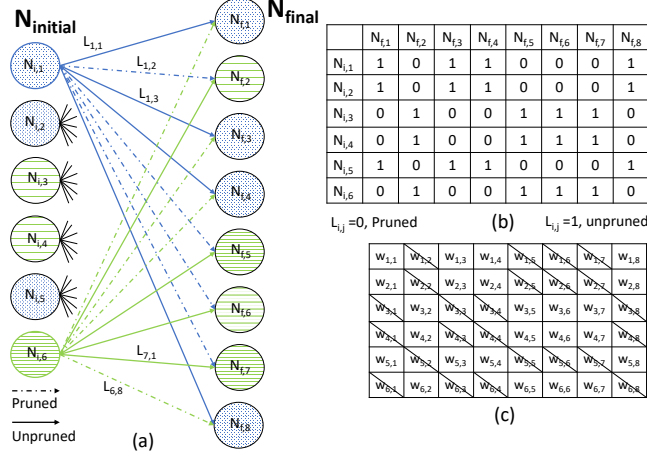 N_initial
N_final
N_i,1
N_i,2
N_i,3
N_i,4
N_i,5
N_i,6
L_1,1
L_1,2
L_1,3
L_7,1
L_6,8
N_f,1
N_f,2
N_f,3
N_f,4
N_f,5
N_f,6
N_f,7
N_f,8
Pruned
Unpruned
(a)
N_f,1 N_f,2 N_f,3 N_f,4 N_f,5 N_f,6 N_f,7 N_f,8
N_i,1 1 0 1 1 0 0 0 1
N_i,2 1 0 1 1 0 0 0 1
N_i,3 0 1 0 0 1 1 1 0
N_i,4 0 1 0 0 1 1 1 0
N_i,5 1 0 1 1 0 0 0 1
N_i,6 0 1 0 0 1 1 1 0
L_i,j =0, Pruned
(b)
L_i,j =1, unpruned
w_1,1 w_1,2 w_1,3 w_1,4 w_1,5 w_1,6 w_1,7 w_1,8
w_2,1 w_2,2 w_2,3 w_2,4 w_2,5 w_2,6 w_2,7 w_2,8
w_3,1 w_3,2 w_3,3 w_3,4 w_3,5 w_3,6 w_3,7 w_3,8
w_4,1 w_4,2 w_4,3 w_4,4 w_4,5 w_4,6 w_4,7 w_4,8
w_5,1 w_5,2 w_5,3 w_5,4 w_5,5 w_5,6 w_5,7 w_5,8
w_6,1 w_6,2 w_6,3 w_6,4 w_6,5 w_6,6 w_6,7 w_6,8
(c)